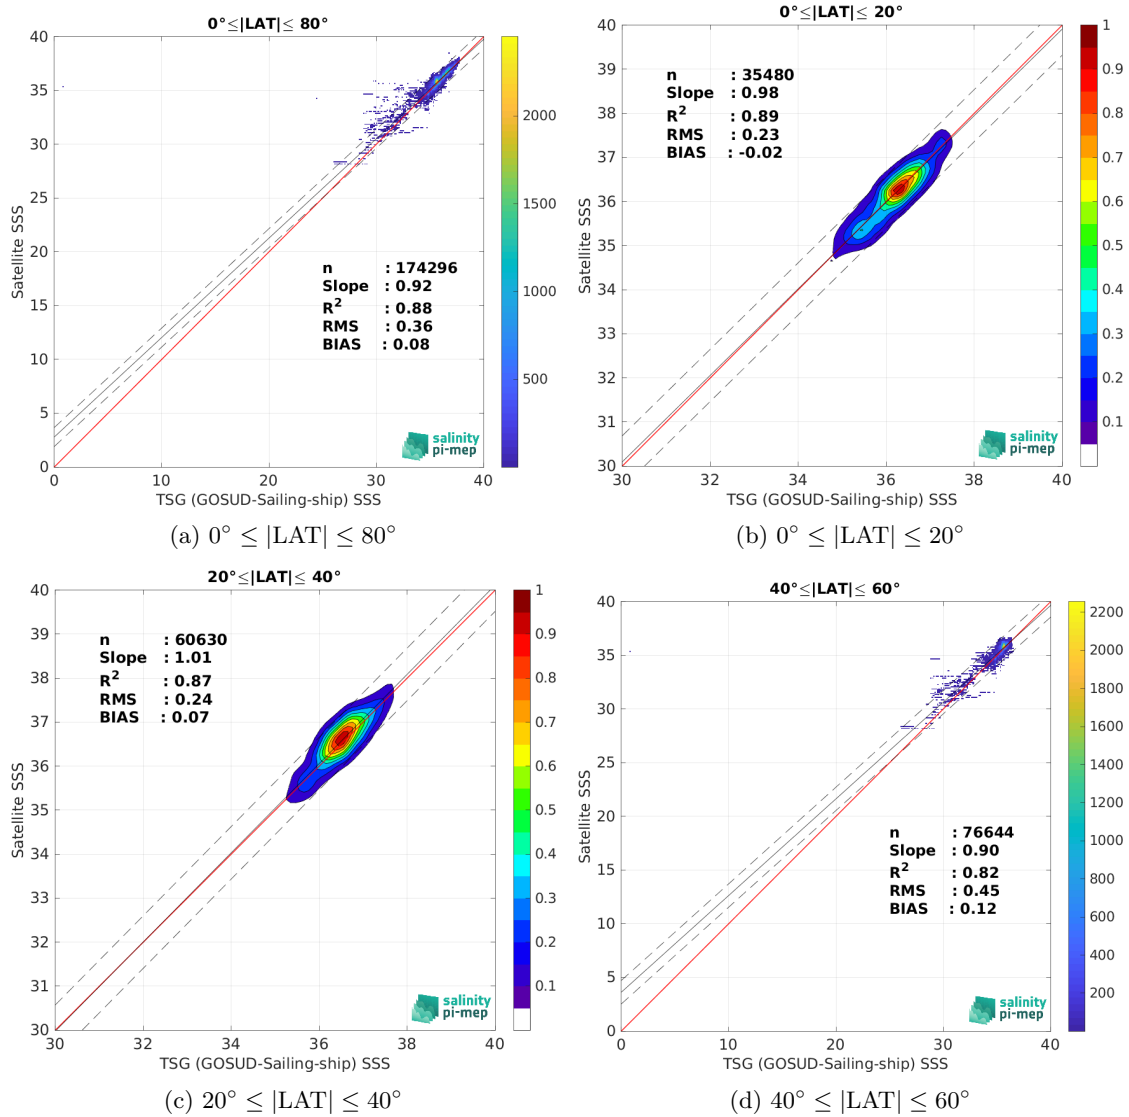 0°≤|LAT|≤ 80°
40
35
30
25
20
15
10
5
0
Satellite SSS
n : 174296
Slope : 0.92
R² : 0.88
RMS : 0.36
BIAS : 0.08
salinity
pi-mep
0 10 20 30 40
TSG (GOSUD-Sailing-ship) SSS
2000
1500
1000
500
(a) 0° ≤ |LAT| ≤ 80°
0°≤|LAT|≤ 20°
40
39
38
37
36
35
34
33
32
31
30
Satellite SSS
n : 35480
Slope : 0.98
R² : 0.89
RMS : 0.23
BIAS : -0.02
salinity
pi-mep
30 32 34 36 38 40
TSG (GOSUD-Sailing-ship) SSS
1
0.9
0.8
0.7
0.6
0.5
0.4
0.3
0.2
0.1
(b) 0° ≤ |LAT| ≤ 20°
20°≤|LAT|≤ 40°
40
39
38
37
36
35
34
33
32
31
30
Satellite SSS
n : 60630
Slope : 1.01
R² : 0.87
RMS : 0.24
BIAS : 0.07
salinity
pi-mep
30 32 34 36 38 40
TSG (GOSUD-Sailing-ship) SSS
1
0.9
0.8
0.7
0.6
0.5
0.4
0.3
0.2
0.1
(c) 20° ≤ |LAT| ≤ 40°
40°≤|LAT|≤ 60°
40
35
30
25
20
15
10
5
0
Satellite SSS
n : 76644
Slope : 0.90
R² : 0.82
RMS : 0.45
BIAS : 0.12
salinity
pi-mep
0 10 20 30 40
TSG (GOSUD-Sailing-ship) SSS
2200
2000
1800
1600
1400
1200
1000
800
600
400
200
(d) 40° ≤ |LAT| ≤ 60°